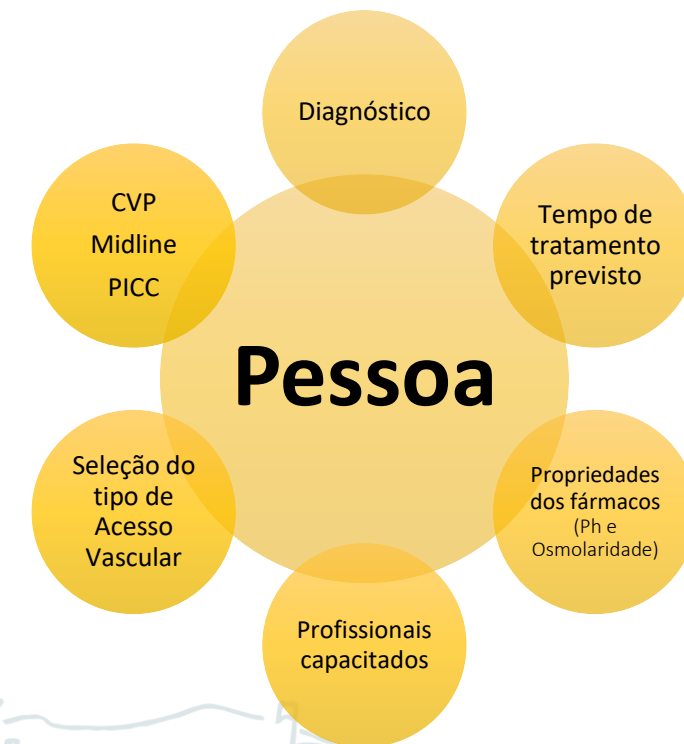 Diagnóstico
Tempo de
tratamento
previsto
Propriedades
dos fármacos
(Ph e
Osmolaridade)
Profissionais
capacitados
Seleção do
tipo de
Acesso
Vascular
CVP
Midline
PICC
Pessoa